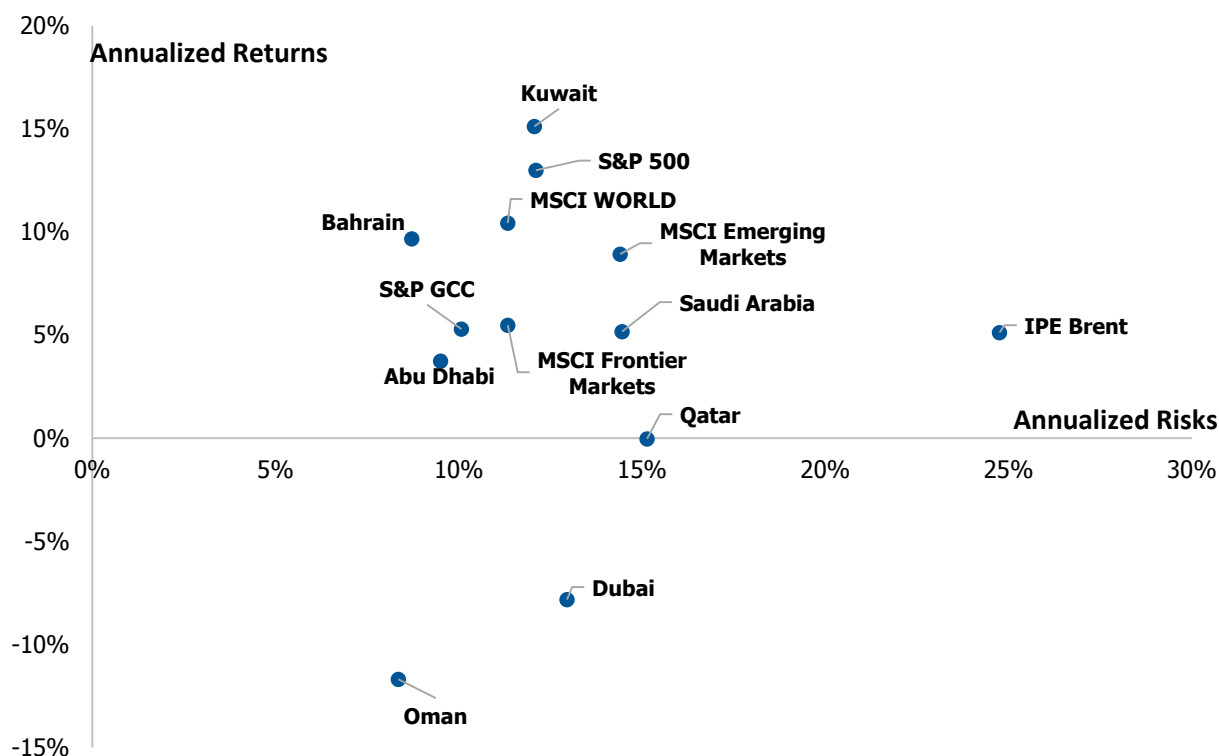 20%
Annualized Returns
Kuwait
15%
S&P 500
MSCI WORLD
Bahrain
10%
MSCI Emerging
Markets
S&P GCC
Saudi Arabia
IPE Brent
5%
MSCI Frontier
Markets
Abu Dhabi
Qatar
Annualized Risks
0%
0%
5%
10%
15%
20%
25%
30%
-5%
Dubai
-10%
Oman
-15%